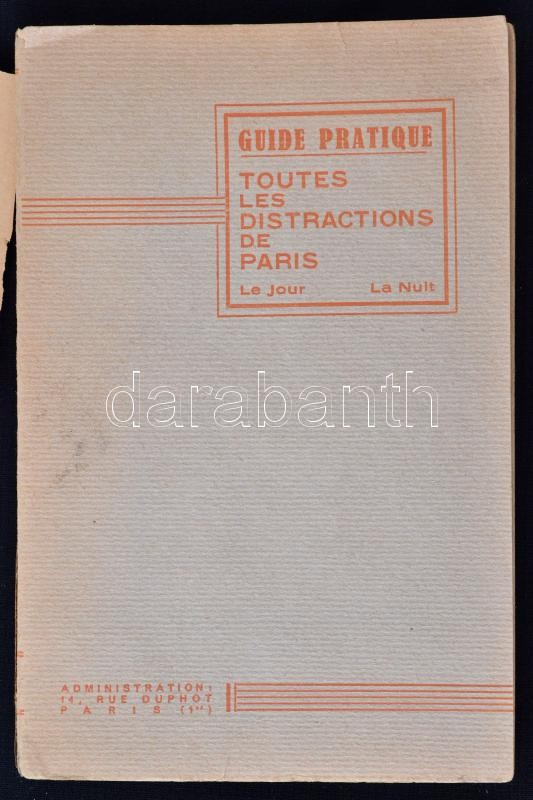 GUIDE PRATIQUE
TOUTES
LES
DISTRACTIONS
DE
PARIS
Le Jour La Nuit
darabanth
ADMINISTRATION:
14, RUE DUPHOT
PARIS (1er)